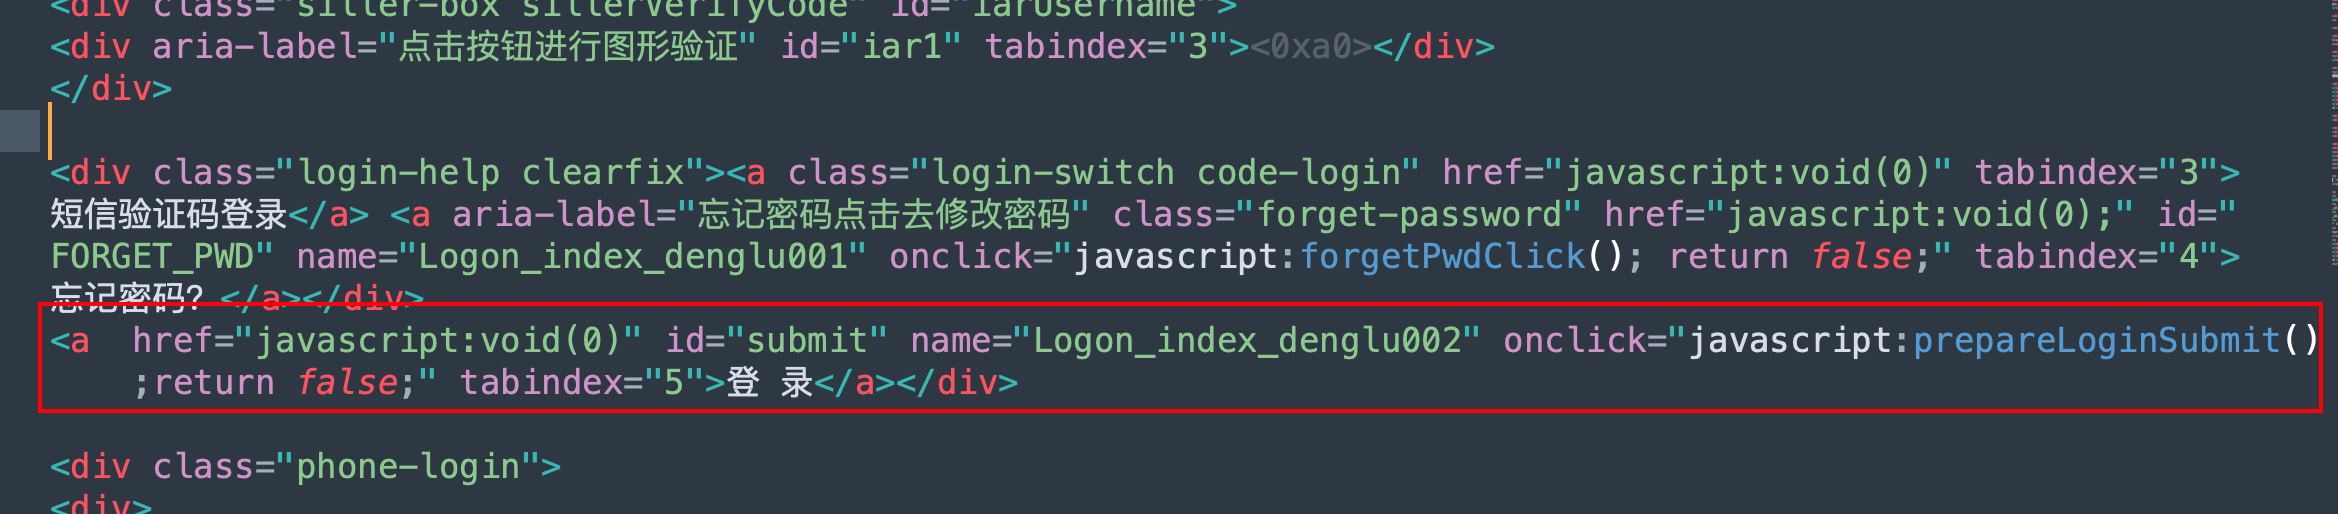 <div class="sitter-box sitterVerifyCode" id="iarUsername">
<div aria-label="点击按钮进行图形验证" id="iar1" tabindex="3"><0xa0></div>
</div>
<div class="login-help clearfix"><a class="login-switch code-login" href="javascript:void(0)" tabindex="3">
短信验证码登录</a> <a aria-label="忘记密码点击去修改密码" class="forget-password" href="javascript:void(0);" id="
FORGET_PWD" name="Logon_index_denglu001" onclick="javascript:forgetPwdClick(); return false;" tabindex="4">
忘记密码？</a></div>
<a  href="javascript:void(0)" id="submit" name="Logon_index_denglu002" onclick="javascript:prepareLoginSubmit()
;return false;" tabindex="5">登 录</a></div>
<div class="phone-login">
<div>